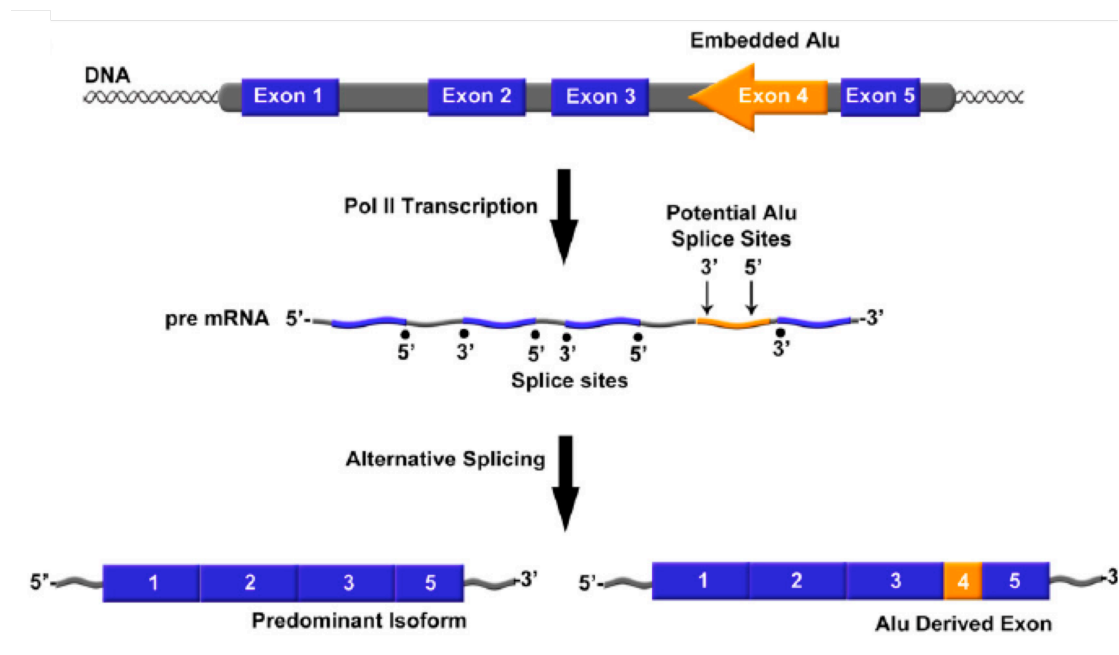 Embedded Alu
DNA
Exon 1 Exon 2 Exon 3 Exon 4 Exon 5
Pol II Transcription
Potential Alu
Splice Sites
3’ 5’
pre mRNA 5’- -3’
5’ 3’ 5’ 3’ 5’ 3’
Splice sites
Alternative Splicing
5’- 1 2 3 5 -3’
5’- 1 2 3 4 5 -3
Predominant Isoform
Alu Derived Exon